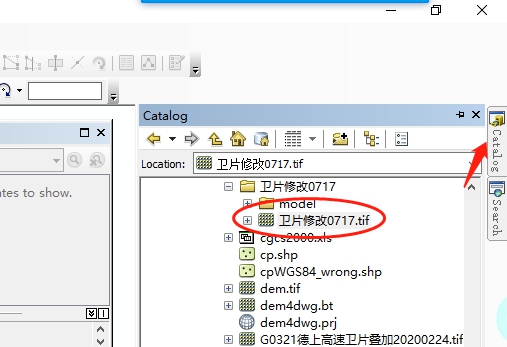 ates to show.
Catalog
Location:
卫片修改0717.tif
卫片修改0717
model
卫片修改0717.tif
cgcs2000.xls
cp.shp
cpWGS84_wrong.shp
dem.tif
dem4dwg.bt
dem4dwg.prj
G0321德上高速卫片叠加20200224.tif
Catalog
Search